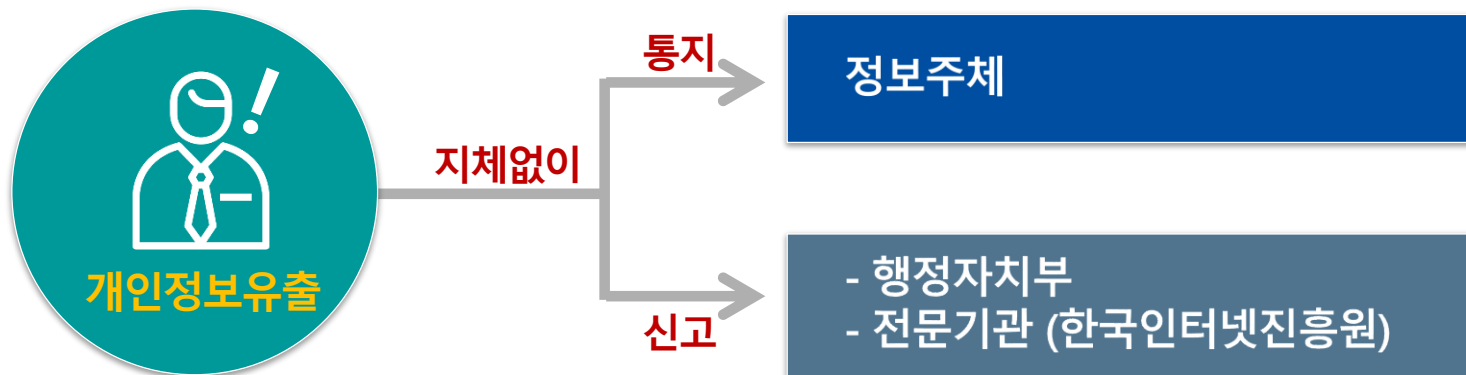 개인정보유출
지체없이
통지
정보주체
신고
- 행정자치부
- 전문기관 (한국인터넷진흥원)